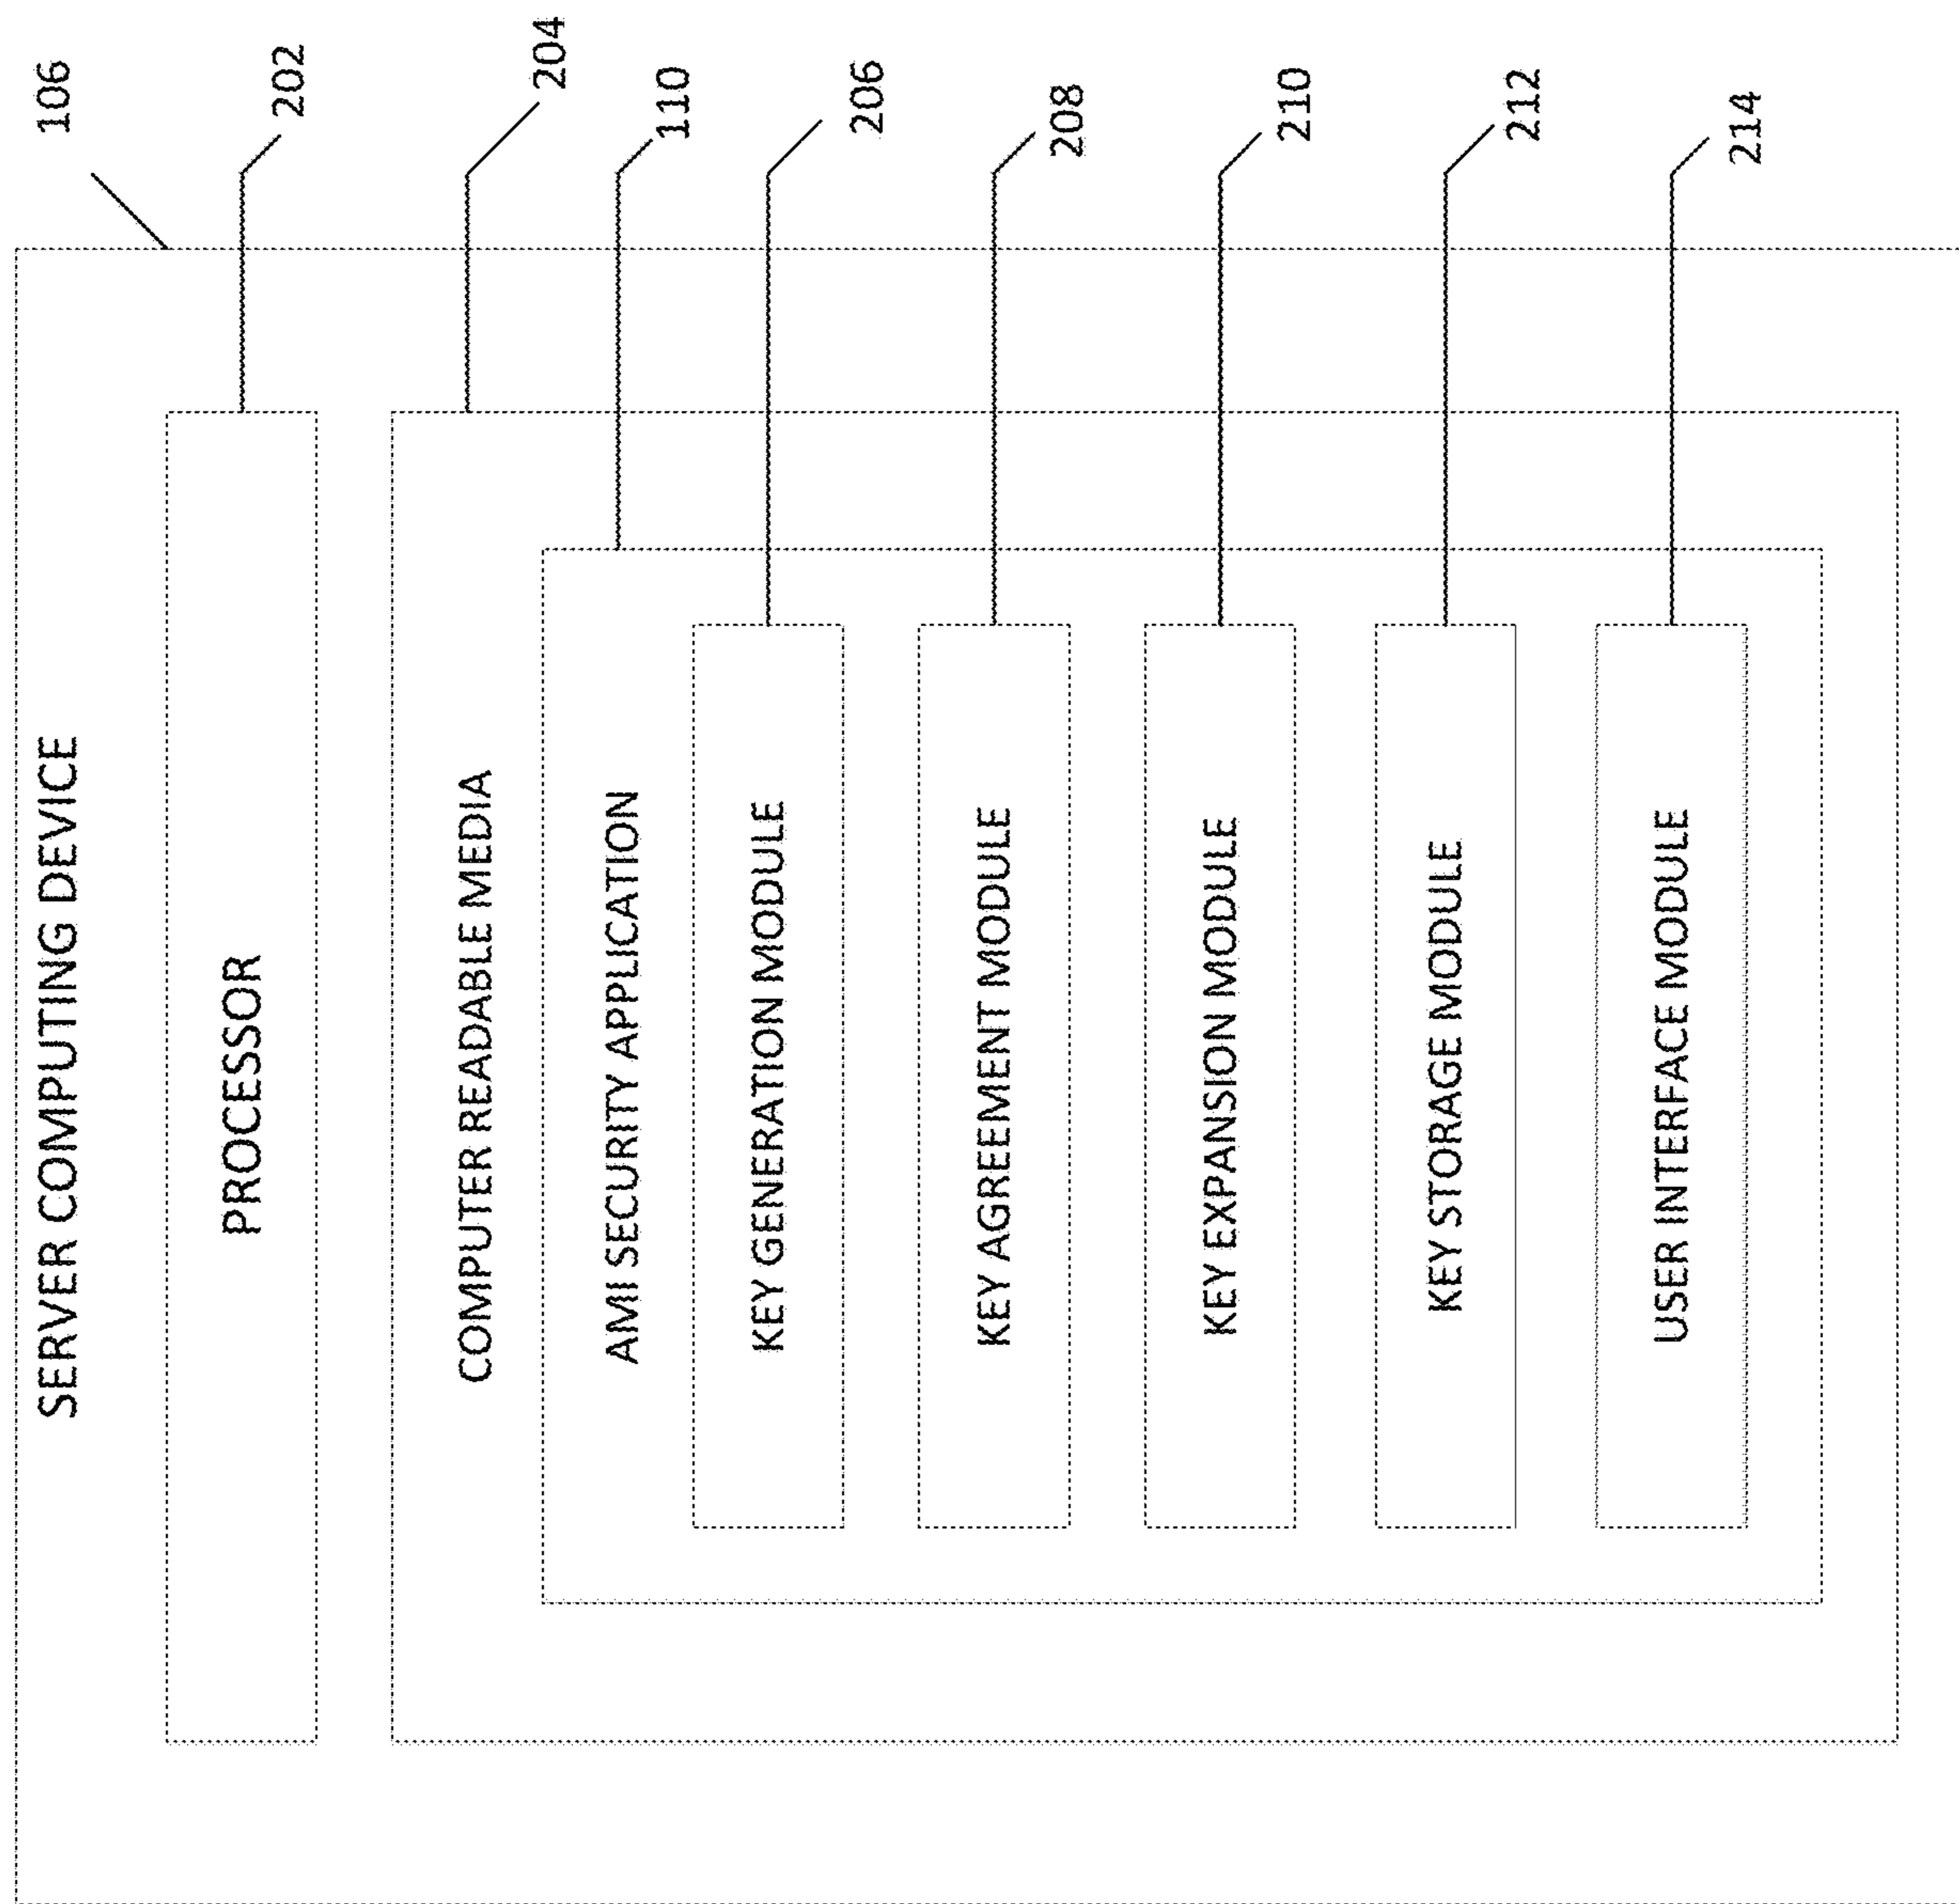 106
SERVER COMPUTING DEVICE
202
PROCESSOR
204
COMPUTER READABLE MEDIA
110
AMI SECURITY APPLICATION
206
KEY GENERATION MODULE
208
KEY AGREEMENT MODULE
210
KEY EXPANSION MODULE
212
KEY STORAGE MODULE
214
USER INTERFACE MODULE